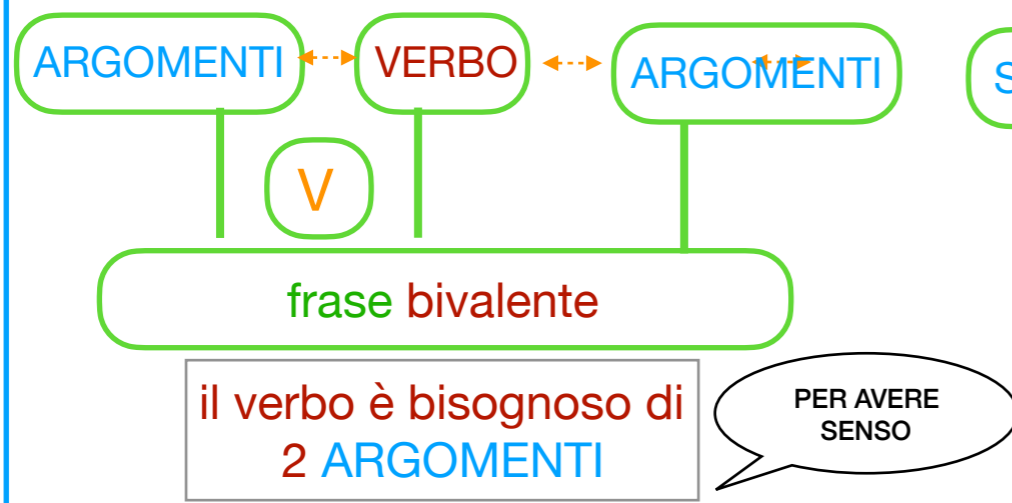 ARGOMENTI VERBO ARGOMENTI S
V
frase bivalente
il verbo è bisognoso di
2 ARGOMENTI
PER AVERE
SENSO